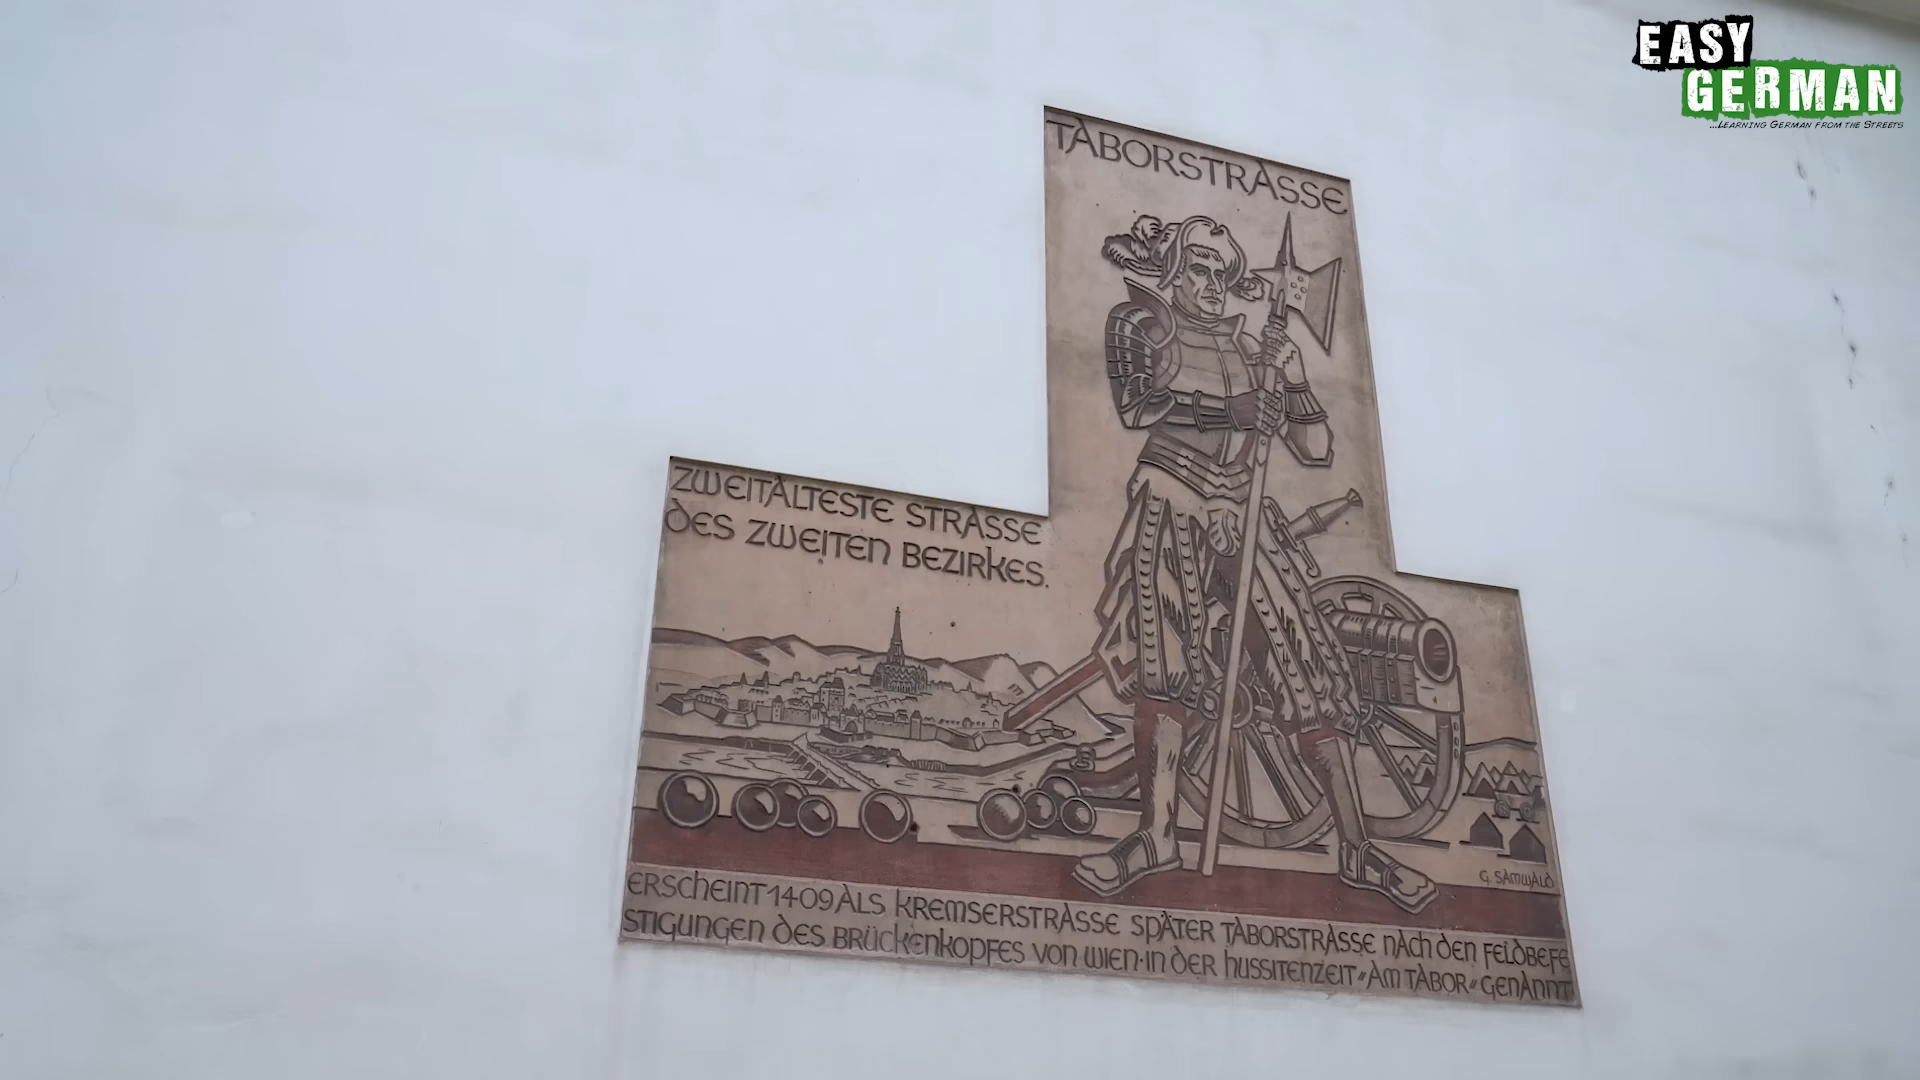 EASY
GERMAN
...LEARNING GERMAN FROM THE STREETS
TABORSTRASSE
ZWEITÄLTESTE STRASSE
DES ZWEITEN BEZIRKES.
G. SAMWALD
ERSCHEINT 1409 ALS KREMSERSTRASSE SPÄTER TABORSTRASSE NACH DEN FELDBEFE
STIGUNGEN DES BRÜCKENKOPFES VON WIEN·IN DER HUSSITENZEIT "AM TABOR" GENANNT